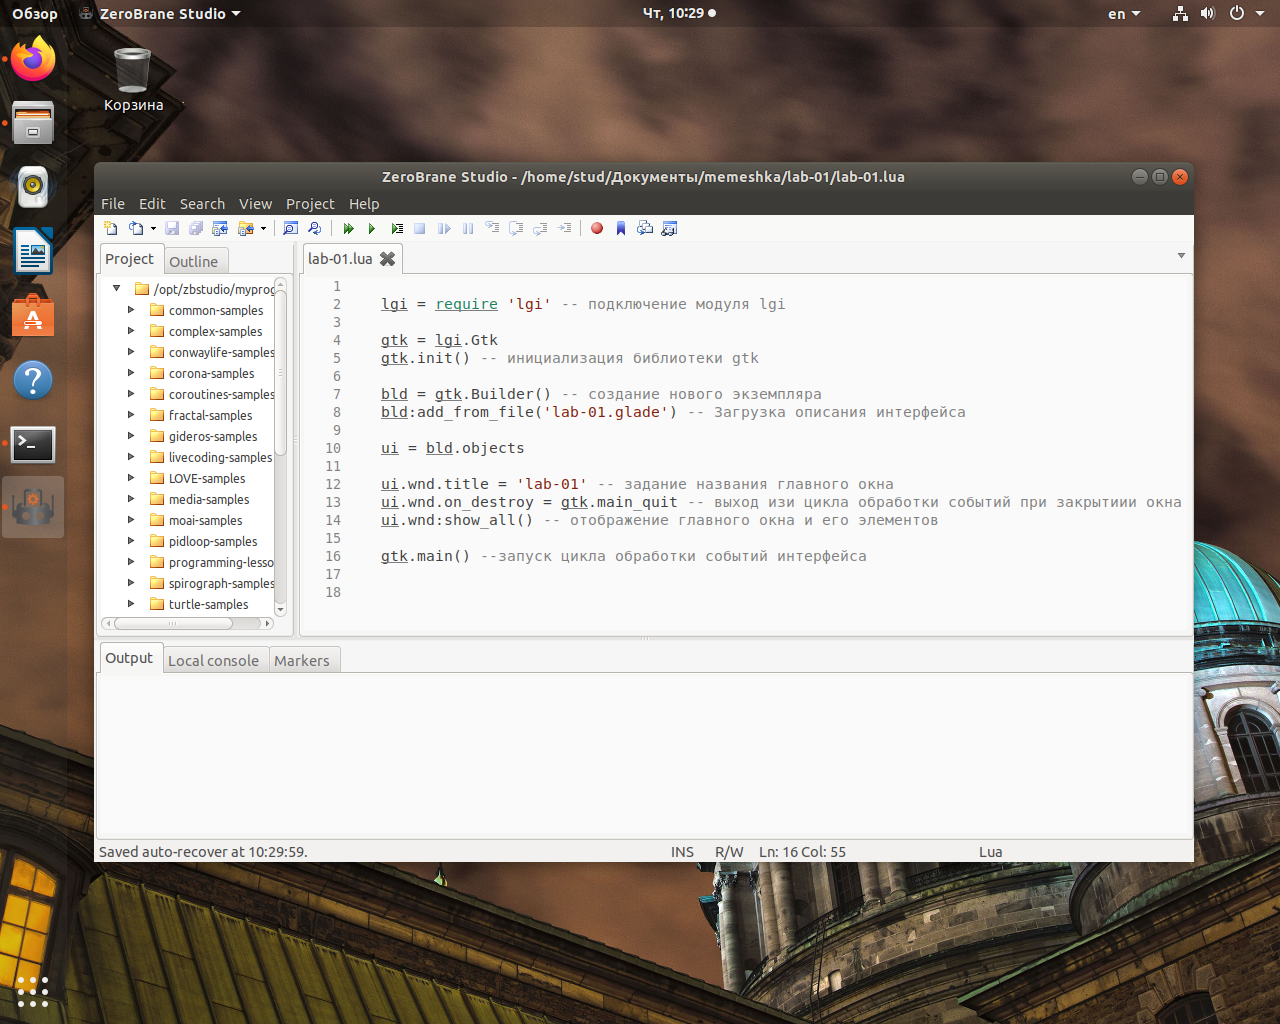 Обзор
ZeroBrane Studio
Чт, 10:29
en
Корзина
ZeroBrane Studio - /home/stud/Документы/memeshka/lab-01/lab-01.lua
File Edit Search View Project Help
Project Outline
/opt/zbstudio/myprog
common-samples
complex-samples
conwaylife-samples
corona-samples
coroutines-samples
fractal-samples
gideros-samples
livecoding-samples
LOVE-samples
media-samples
moai-samples
pidloop-samples
programming-lesso
spirograph-samples
turtle-samples
lab-01.lua
1
2 lgi = require 'lgi' -- подключение модуля lgi
3
4 gtk = lgi.Gtk
5 gtk.init() -- инициализация библиотеки gtk
6
7 bld = gtk.Builder() -- создание нового экземпляра
8 bld:add_from_file('lab-01.glade') -- Загрузка описания интерфейса
9
10 ui = bld.objects
11
12 ui.wnd.title = 'lab-01' -- задание названия главного окна
13 ui.wnd.on_destroy = gtk.main_quit -- выход изи цикла обработки событий при закрытиии окна
14 ui.wnd:show_all() -- отображение главного окна и его элементов
15
16 gtk.main() --запуск цикла обработки событий интерфейса
17
18
Output Local console Markers
Saved auto-recover at 10:29:59.
INS R/W Ln: 16 Col: 55 Lua